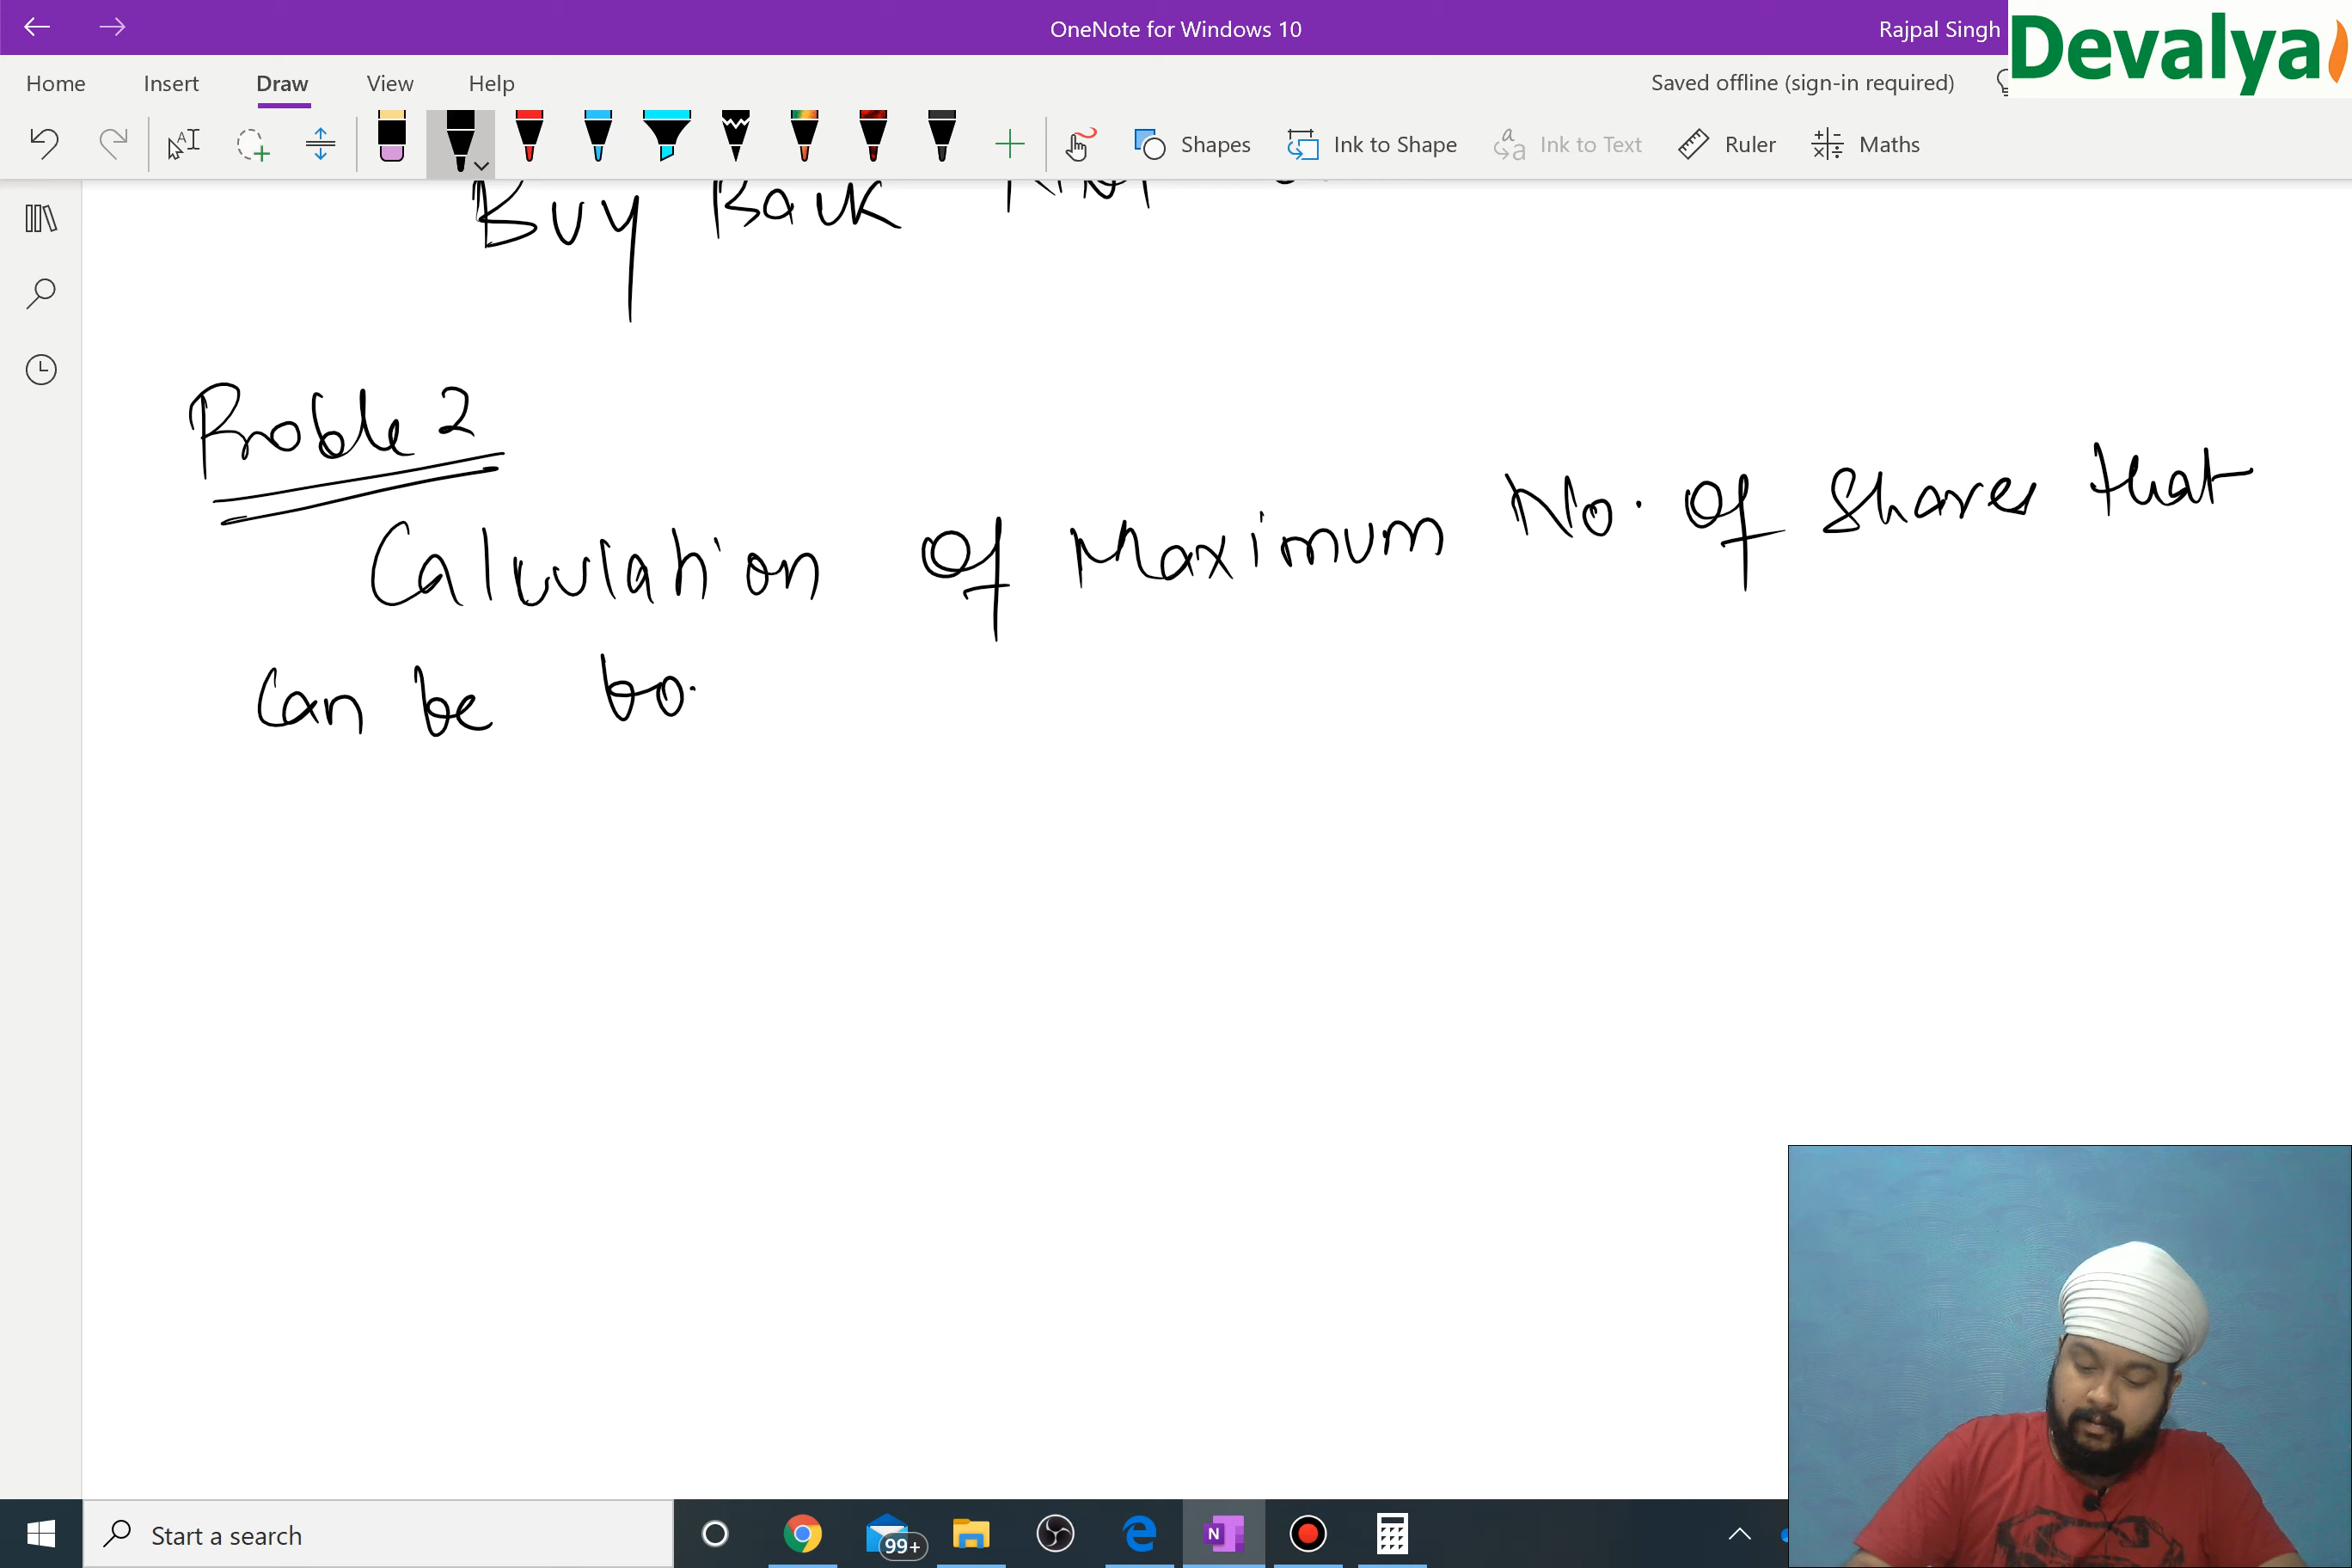 OneNote for Windows 10
Rajpal Singh
Devalya
Home Insert Draw View Help
Saved offline (sign-in required)
Shapes Ink to Shape Ink to Text Ruler Maths
Buy Back
Proble 2
Calculation Of Maximum No. Of Shares that
can be bo
Start a search
99+